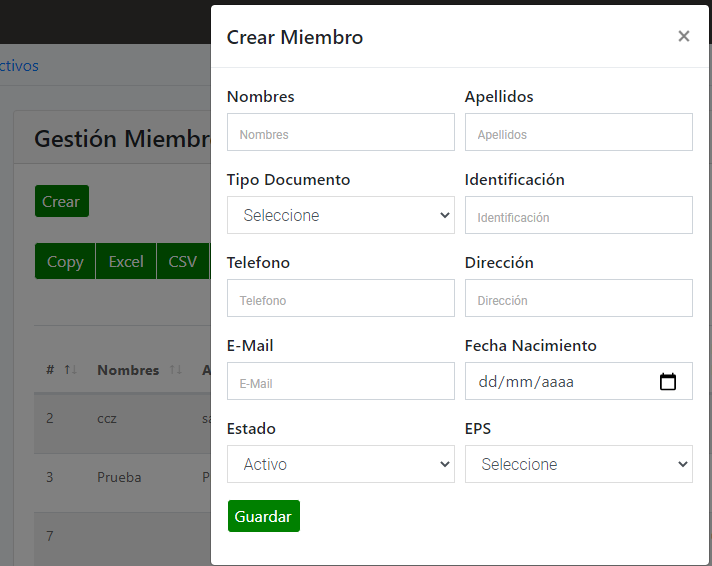 Crear Miembro ×
ctivos
Nombres Apellidos
Nombres Apellidos
Gestión Miembr
Tipo Documento Identificación
Crear
Seleccione Identificación
Copy Excel CSV
Telefono Dirección
Telefono Dirección
E-Mail Fecha Nacimiento
# Nombres A
E-Mail dd/mm/aaaa
2 ccz sa
Estado EPS
3 Prueba P
Activo Seleccione
Guardar
7